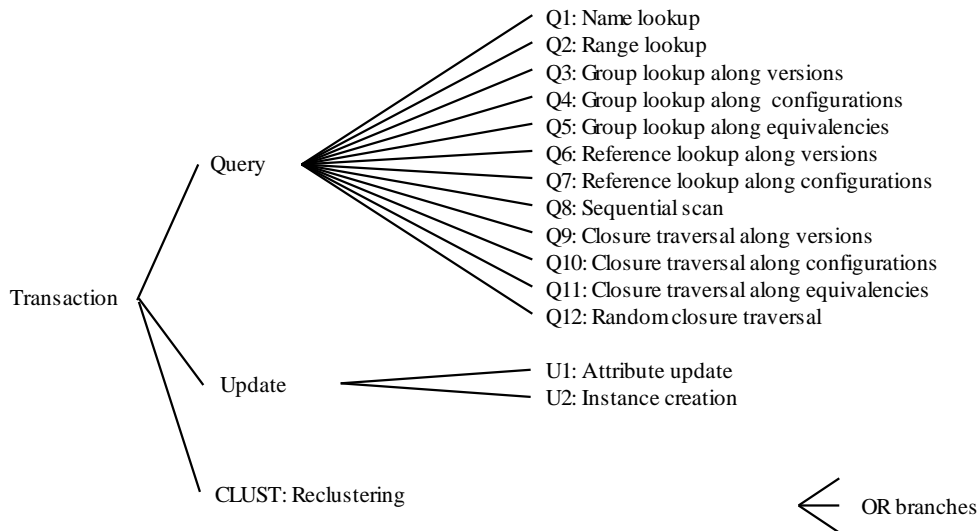 Q1: Name lookup
Q2: Range lookup
Q3: Group lookup along versions
Q4: Group lookup along configurations
Q5: Group lookup along equivalencies
Query
Q6: Reference lookup along versions
Q7: Reference lookup along configurations
Q8: Sequential scan
Q9: Closure traversal along versions
Q10: Closure traversal along configurations
Q11: Closure traversal along equivalencies
Transaction
Q12: Random closure traversal
U1: Attribute update
Update
U2: Instance creation
CLUST: Reclustering
OR branches